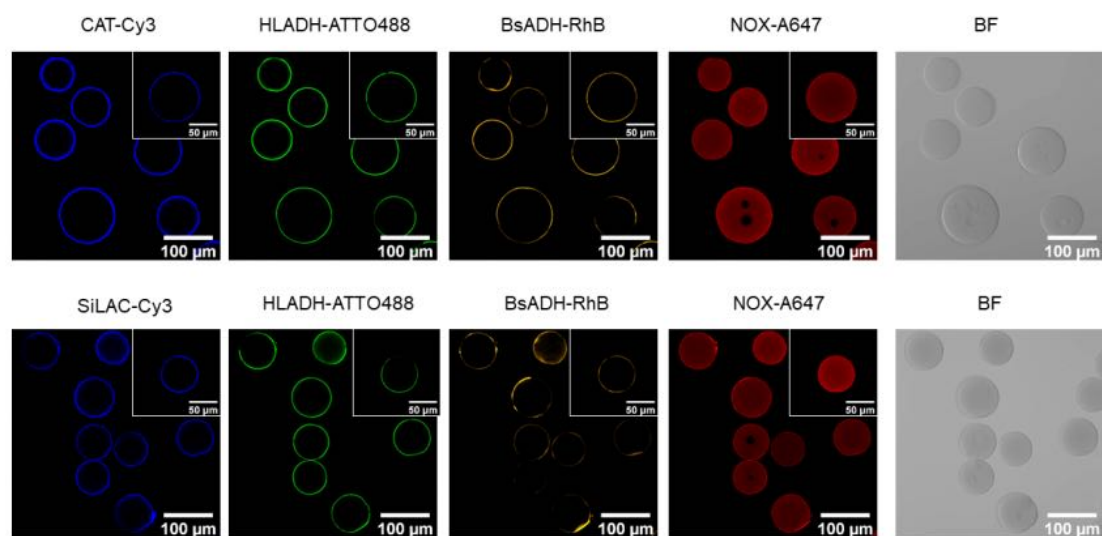 CAT-Cy3 HLADH-ATTO488 BsADH-RhB NOX-A647 BF
50 µm 50 µm 50 µm 50 µm
100 µm 100 µm 100 µm 100 µm 100 µm
SiLAC-Cy3 HLADH-ATTO488 BsADH-RhB NOX-A647 BF
50 µm 50 µm 50 µm 50 µm
100 µm 100 µm 100 µm 100 µm 100 µm